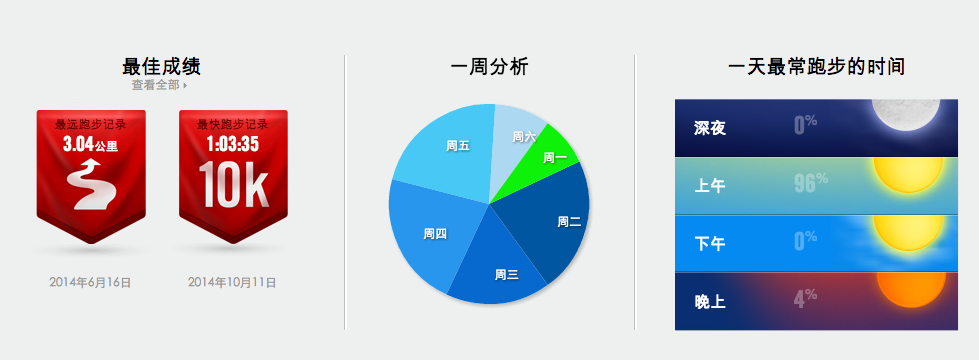 最佳成绩
查看全部
最远跑步记录
3.04公里
2014年6月16日
最快跑步记录
1:03:35
10k
2014年10月11日
一周分析
周六
周一
周五
周二
周四
周三
一天最常跑步的时间
深夜 0%
上午 96%
下午 0%
晚上 4%